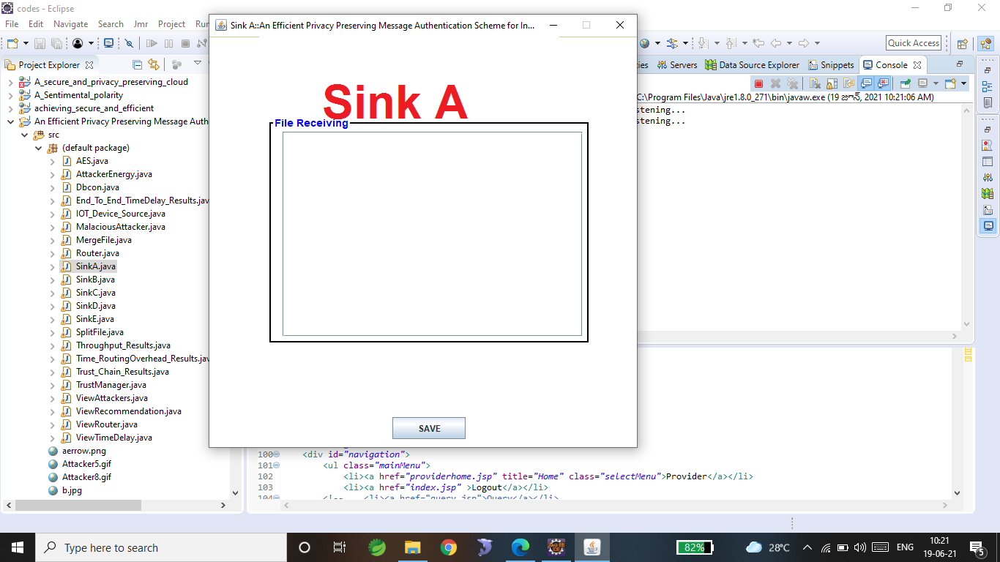 codes - Eclipse
File Edit Navigate Search Jmr Project
Quick Access
Project Explorer
A_secure_and_privacy_preserving_cloud
A_Sentimental_polarity
achieving_secure_and_efficient
An Efficient Privacy Preserving Message Auth
src
(default package)
AES.java
AttackerEnergy.java
Dbcon.java
End_To_End_TimeDelay_Results.jav
IOT_Device_Source.java
MalaciousAttacker.java
MergeFile.java
Router.java
SinkA.java
SinkB.java
SinkC.java
SinkD.java
SinkE.java
SplitFile.java
Throughput_Results.java
Time_RoutingOverhead_Results.jav
Trust_Chain_Results.java
TrustManager.java
ViewAttackers.java
ViewRecommendation.java
ViewRouter.java
ViewTimeDelay.java
aerrow.png
Attacker5.gif
Attacker8.gif
b.jpg
Sink A::An Efficient Privacy Preserving Message Authentication Scheme for In...
Sink A
File Receiving
SAVE
Servers Data Source Explorer Snippets Console
C:\Program Files\Java\jre1.8.0_271\bin\javaw.exe (19 జూన్, 2021 10:21:06 AM)
stening...
stening...
100 <div id="navigation">
101 <ul class="mainMenu">
102 <li><a href="providerhome.jsp" title="Home" class="selectMenu">Provider</a></li>
103 <li><a href="index.jsp" >Logout</a></li>
104 <!-- <li><a href="query.jsp">Query</a></li>
Type here to search
82%
28°C
ENG
10:21
19-06-21
5